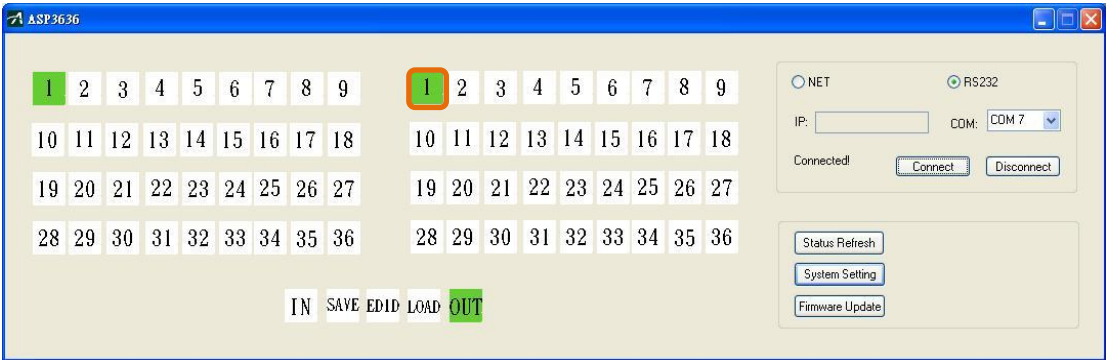 ASP3636
1 2 3 4 5 6 7 8 9
10 11 12 13 14 15 16 17 18
19 20 21 22 23 24 25 26 27
28 29 30 31 32 33 34 35 36
1 2 3 4 5 6 7 8 9
10 11 12 13 14 15 16 17 18
19 20 21 22 23 24 25 26 27
28 29 30 31 32 33 34 35 36
IN SAVE EDID LOAD OUT
NET RS232
IP: COM: COM 7
Connected! Connect Disconnect
Status Refresh
System Setting
Firmware Update